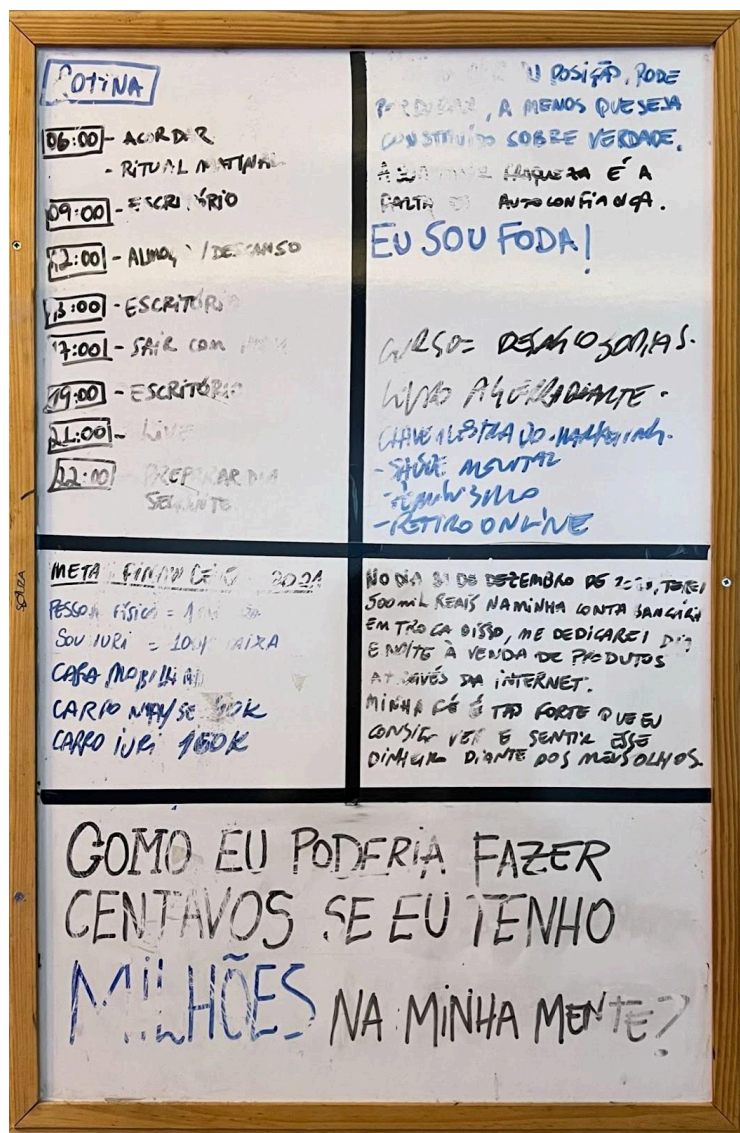 ROTINA
06:00 - ACORDAR
- RITUAL MATINAL
09:00 - ESCRITÓRIO
12:00 - ALMOÇO / DESCANSO
13:00 - ESCRITÓRIO
17:00 - SAIR COM
19:00 - ESCRITÓRIO
21:00 - LIVE
22:00 - PREPARAR DIA
SEGUINTE
POSIÇÃO, PODE
PERDURAR, A MENOS QUE SEJA
CONSTRUÍDO SOBRE VERDADE.
FRAQUEZA É A
FALTA DE AUTOCONFIANÇA.
EU SOU FODA!
CURSO =
LIVRO
CHAVE MESTRA DO MARKETING.
- SAÚDE MENTAL
- RETIRO ONLINE
META FINANCEIRA 2021
PESSOA FÍSICA =
SOU IURI = CAIXA
CASA MOBILIADA
CARRO
CARRO IURI 150K
NO DIA 31 DE DEZEMBRO DE TEREI
500 MIL REAIS NA MINHA CONTA BANCÁRIA
EM TROCA DISSO, ME DEDICAREI DIA
E NOITE À VENDA DE PRODUTOS
ATRAVÉS DA INTERNET.
MINHA FÉ É TÃO FORTE QUE EU
CONSIGO VER E SENTIR ESSE
DINHEIRO DIANTE DOS MEUS OLHOS.
COMO EU PODERIA FAZER
CENTAVOS SE EU TENHO
MILHÕES NA MINHA MENTE?
SOUZA